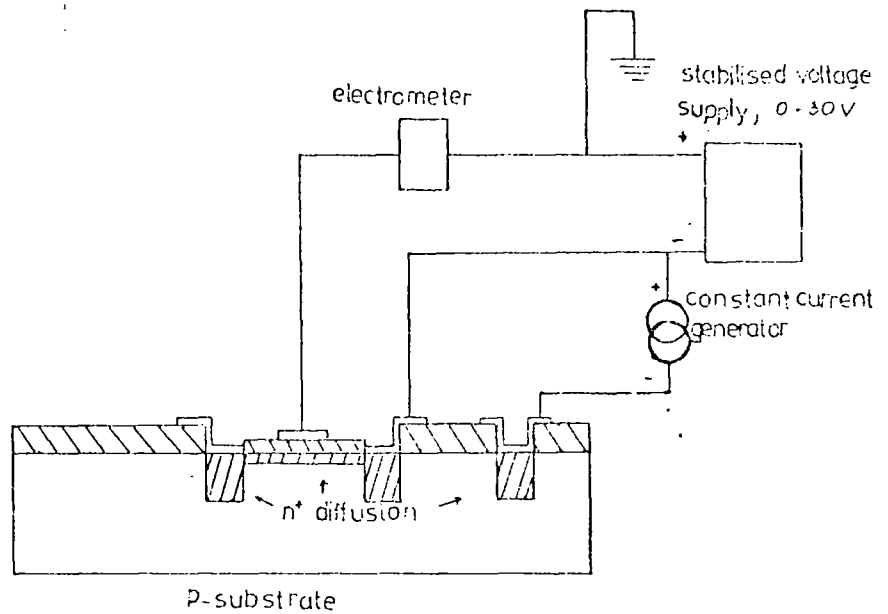 electrometer
stabilised voltage
supply, 0-30V
+
-
+
constant current
generator
-
n⁺ diffusion
P-substrate